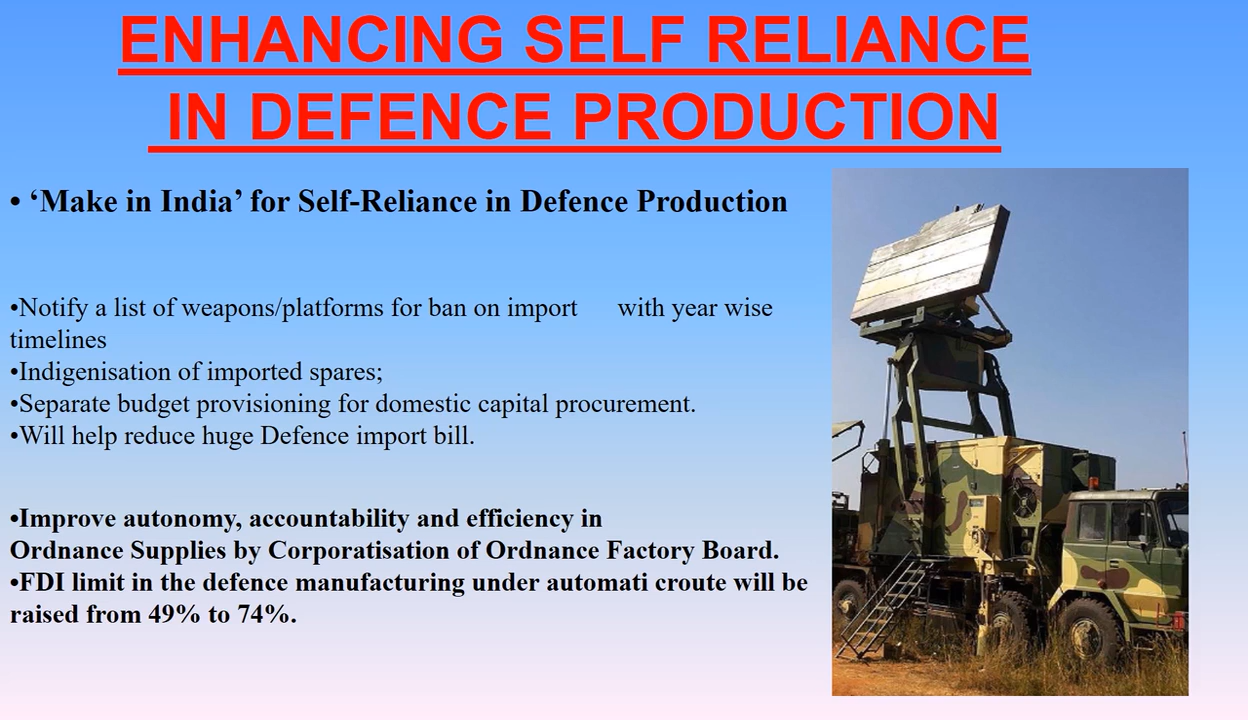 ENHANCING SELF RELIANCE
IN DEFENCE PRODUCTION
• ‘Make in India’ for Self-Reliance in Defence Production
•Notify a list of weapons/platforms for ban on import with year wise
timelines
•Indigenisation of imported spares;
•Separate budget provisioning for domestic capital procurement.
•Will help reduce huge Defence import bill.
•Improve autonomy, accountability and efficiency in
Ordnance Supplies by Corporatisation of Ordnance Factory Board.
•FDI limit in the defence manufacturing under automati croute will be
raised from 49% to 74%.